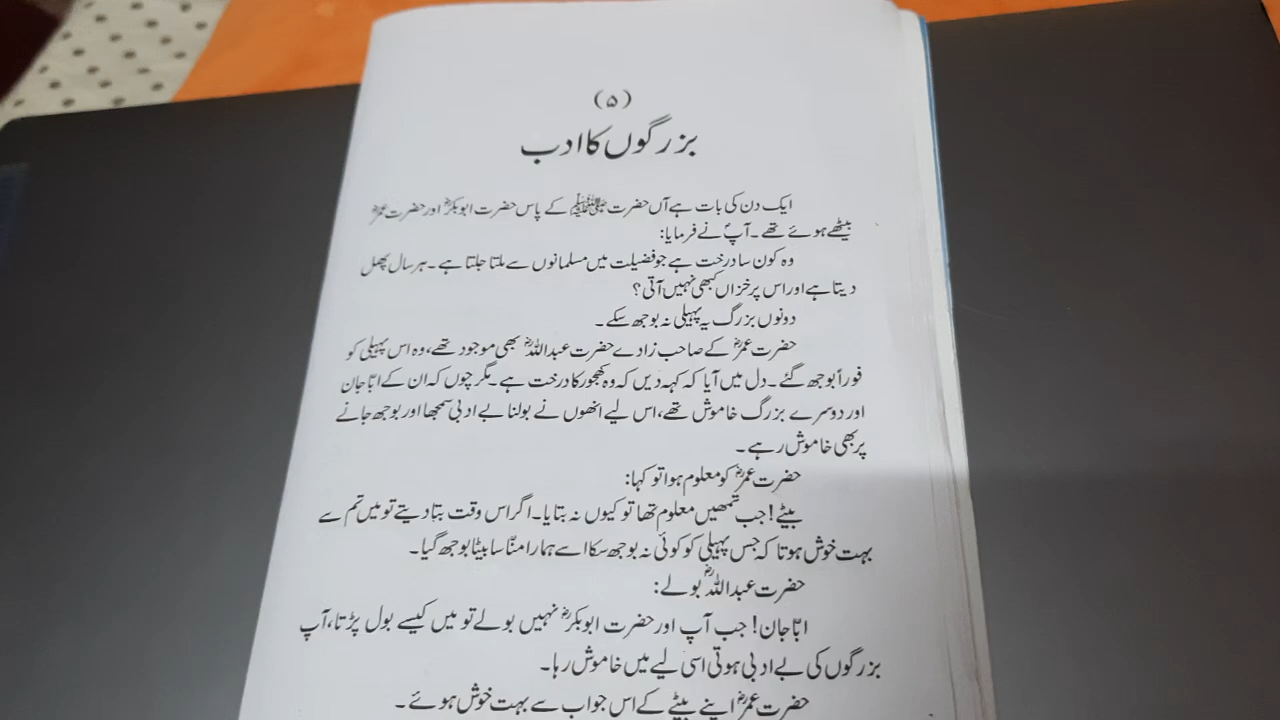 (۵)
بزرگوں کا ادب
ایک دن کی بات ہے آں حضرت ﷺ کے پاس حضرت ابوبکرؓ اور حضرت عمرؓ
بیٹھے ہوئے تھے۔ آپؐ نے فرمایا:
وہ کون سا درخت ہے جو فضیلت میں مسلمانوں سے ملتا جلتا ہے۔ ہر سال پھل
دیتا ہے اور اس پر خزاں کبھی نہیں آتی؟
دونوں بزرگ یہ پہیلی نہ بوجھ سکے۔
حضرت عمرؓ کے صاحب زادے حضرت عبداللہؓ بھی موجود تھے، وہ اس پہیلی کو
فوراً بوجھ گئے۔ دل میں آیا کہ کہہ دیں کہ وہ کھجور کا درخت ہے۔ مگر چوں کہ ان کے ابّا جان
اور دوسرے بزرگ خاموش تھے، اس لیے انھوں نے بولنا بے ادبی سمجھا اور بوجھ جانے
پر بھی خاموش رہے۔
حضرت عمرؓ کو معلوم ہوا تو کہا:
بیٹے! جب تمھیں معلوم تھا تو کیوں نہ بتایا۔ اگر اس وقت بتا دیتے تو میں تم سے
بہت خوش ہوتا کہ جس پہیلی کو کوئی نہ بوجھ سکا اسے ہمارا منّا سا بیٹا بوجھ گیا۔
حضرت عبداللہؓ بولے:
ابّا جان! جب آپ اور حضرت ابوبکرؓ نہیں بولے تو میں کیسے بول پڑتا، آپ
بزرگوں کی بے ادبی ہوتی اسی لیے میں خاموش رہا۔
حضرت عمرؓ اپنے بیٹے کے اس جواب سے بہت خوش ہوئے۔